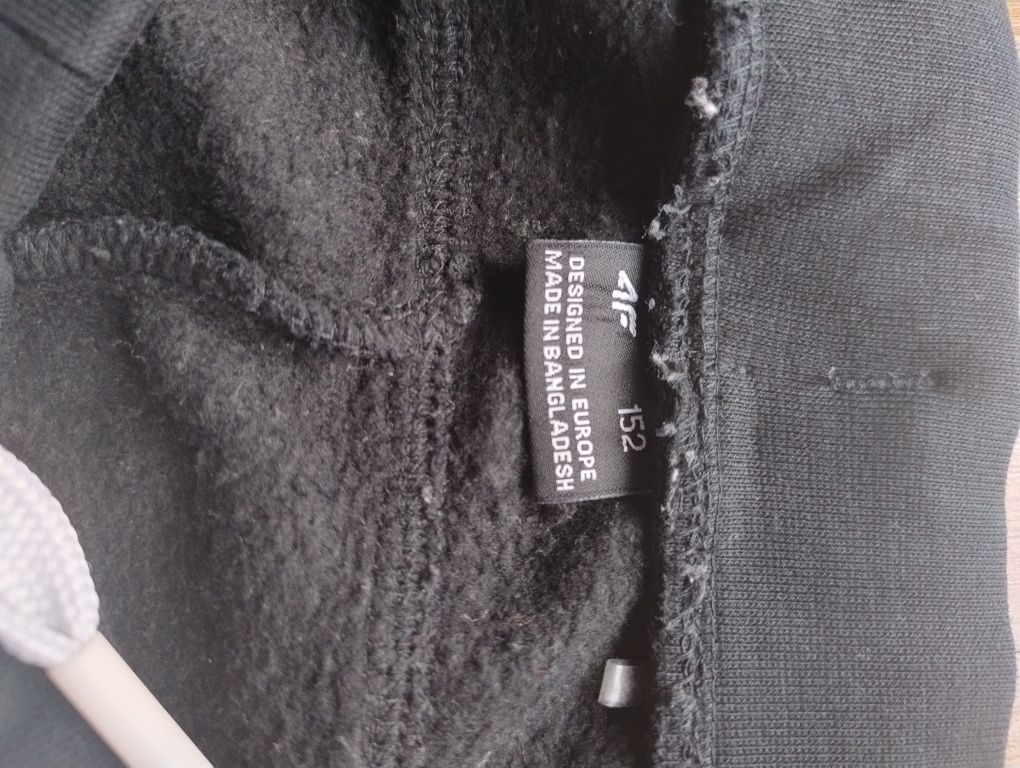 4F
152
DESIGNED IN EUROPE
MADE IN BANGLADESH